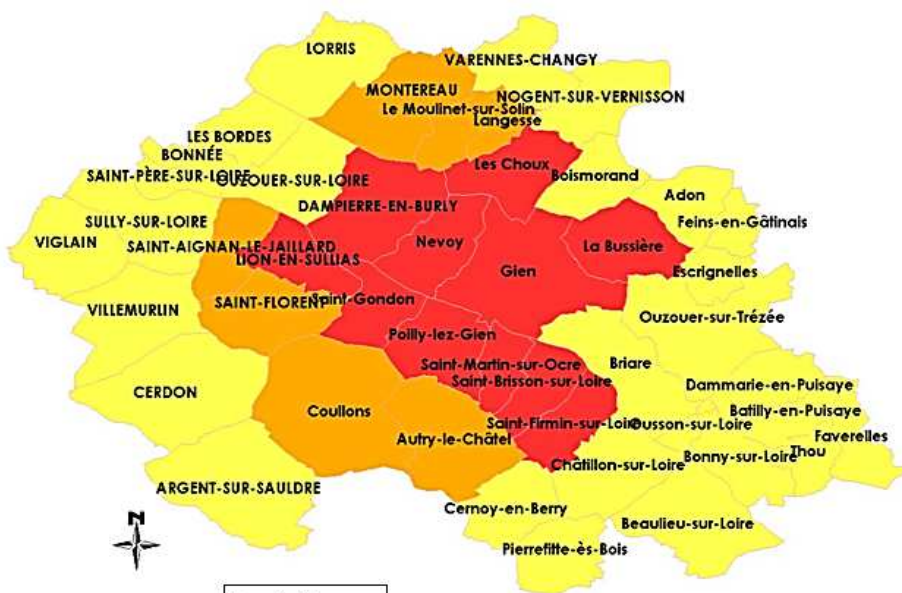 LORRIS
VARENNES-CHANGY
MONTEREAU
NOGENT-SUR-VERNISSON
Le Moulinet-sur-Solin
Langesse
LES BORDES
BONNÉE
Les Choux
SAINT-PÈRE-SUR-LOIRE
OUZOUER-SUR-LOIRE
Boismorand
Adon
DAMPIERRE-EN-BURLY
SULLY-SUR-LOIRE
Feins-en-Gâtinais
VIGLAIN
SAINT-AIGNAN-LE-JAILLARD
Nevoy
La Bussière
LION-EN-SULLIAS
Gien
Escrignelles
SAINT-FLORENT
Saint-Gondon
VILLEMURLIN
Ouzouer-sur-Trézée
Poilly-lez-Gien
Saint-Martin-sur-Ocre
Briare
Saint-Brisson-sur-Loire
CERDON
Dammarie-en-Puisaye
Coullons
Batilly-en-Puisaye
Saint-Firmin-sur-Loire
Ousson-sur-Loire
Autry-le-Châtel
Faverelles
Thou
Bonny-sur-Loire
Châtillon-sur-Loire
ARGENT-SUR-SAULDRE
Cernoy-en-Berry
N
Beaulieu-sur-Loire
Pierrefitte-ès-Bois